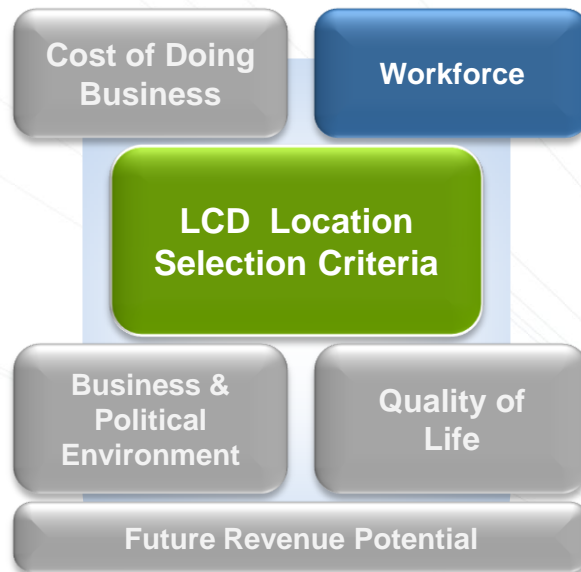 Cost of Doing
Business
Workforce
LCD Location
Selection Criteria
Business &
Political
Environment
Quality of
Life
Future Revenue Potential